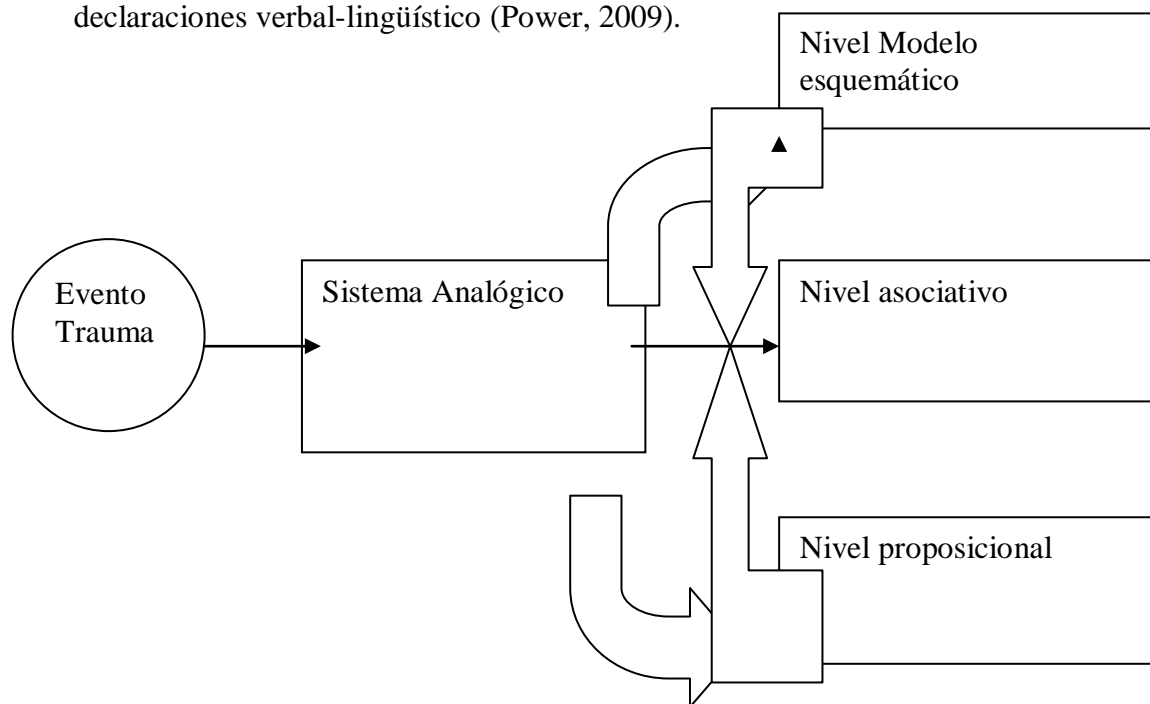 declaraciones verbal-lingüístico (Power, 2009).
Nivel Modelo
esquemático
Evento
Trauma
Sistema Analógico
Nivel asociativo
Nivel proposicional